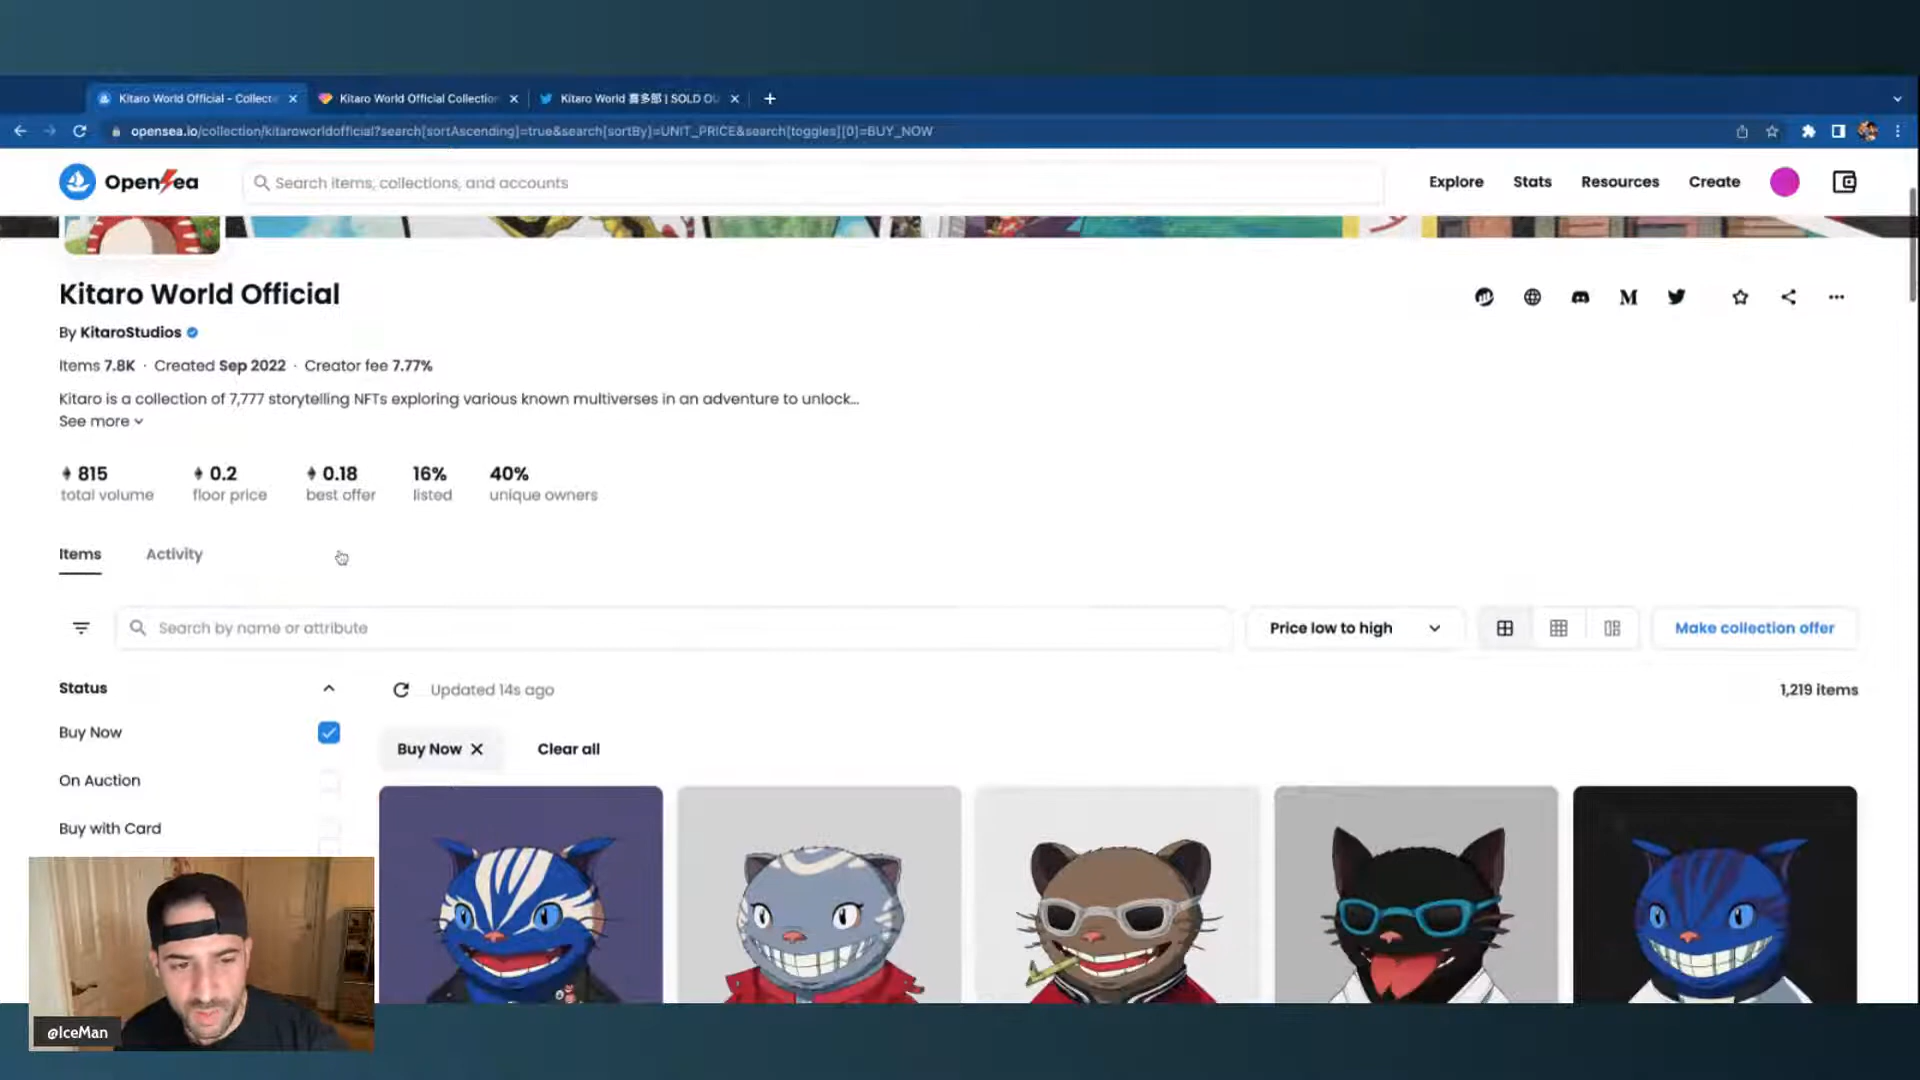 Kitaro World Official - Collect
Kitaro World Official Collection
Kitaro World 喜多郎 | SOLD OU
opensea.io/collection/kitaroworldofficial?search[sortAscending]=true&search[sortBy]=UNIT_PRICE&search[toggles][0]=BUY_NOW
OpenSea
Search items, collections, and accounts
Explore
Stats
Resources
Create
Kitaro World Official
By KitaroStudios
Items 7.8K · Created Sep 2022 · Creator fee 7.77%
Kitaro is a collection of 7,777 storytelling NFTs exploring various known multiverses in an adventure to unlock...
See more
815
total volume
0.2
floor price
0.18
best offer
16%
listed
40%
unique owners
Items
Activity
Search by name or attribute
Price low to high
Make collection offer
Status
Updated 14s ago
1,219 items
Buy Now
Buy Now
Clear all
On Auction
Buy with Card
@IceMan